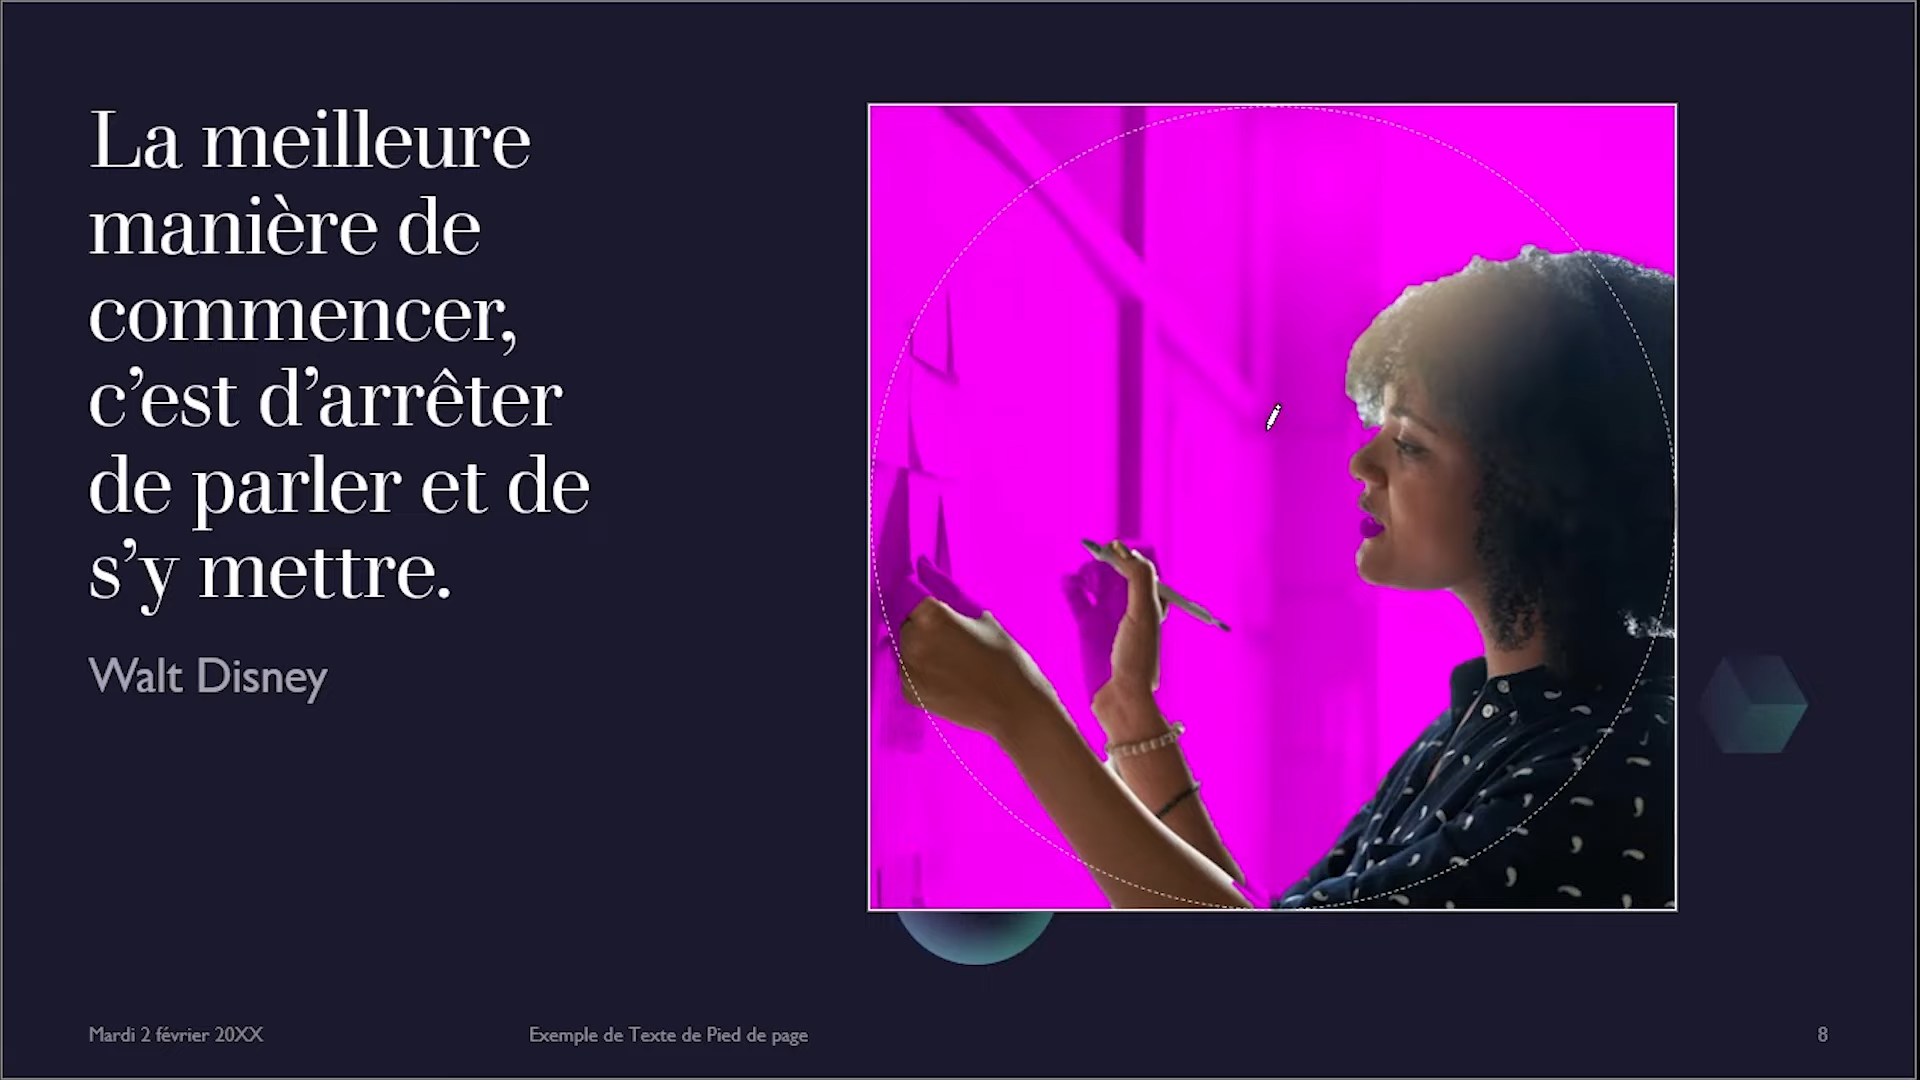 La meilleure
manière de
commencer,
c’est d’arrêter
de parler et de
s’y mettre.
Walt Disney
Mardi 2 février 20XX
Exemple de Texte de Pied de page
8